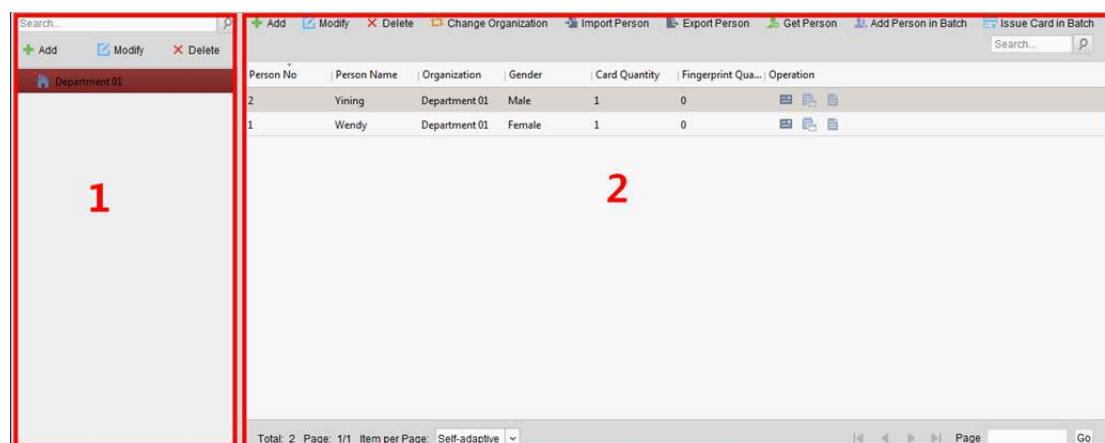 Search...
Add Modify Delete
Department 01
1
Add Modify Delete Change Organization Import Person Export Person Get Person Add Person in Batch Issue Card in Batch
Search...
Person No Person Name Organization Gender Card Quantity Fingerprint Qua... Operation
2 Yining Department 01 Male 1 0
1 Wendy Department 01 Female 1 0
2
Total: 2 Page: 1/1 Item per Page: Self-adaptive Page Go